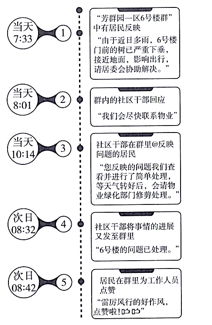 当天
7:33
1
“芳群园一区6号楼群”
中有居民反映
“由于近日多雨，6号楼
门前的树已严重下垂，
接近地面，影响出行，
请居委会协助解决。”
当天
8:01
2
群内的社区干部回应
“我们会尽快联系物业”
当天
10:14
3
社区干部在群里@反映
问题的居民
“您反映的问题我们查
看并进行了简单处理，
等天气转好后，会请物
业绿化部门修剪处理。”
次日
08:32
4
社区干部将事情的进展
又发至群里
“6号楼的问题已处理。”
次日
08:42
5
居民在群里为工作人员
点赞
“雷厉风行的好作风，
点赞啦!👍👍”